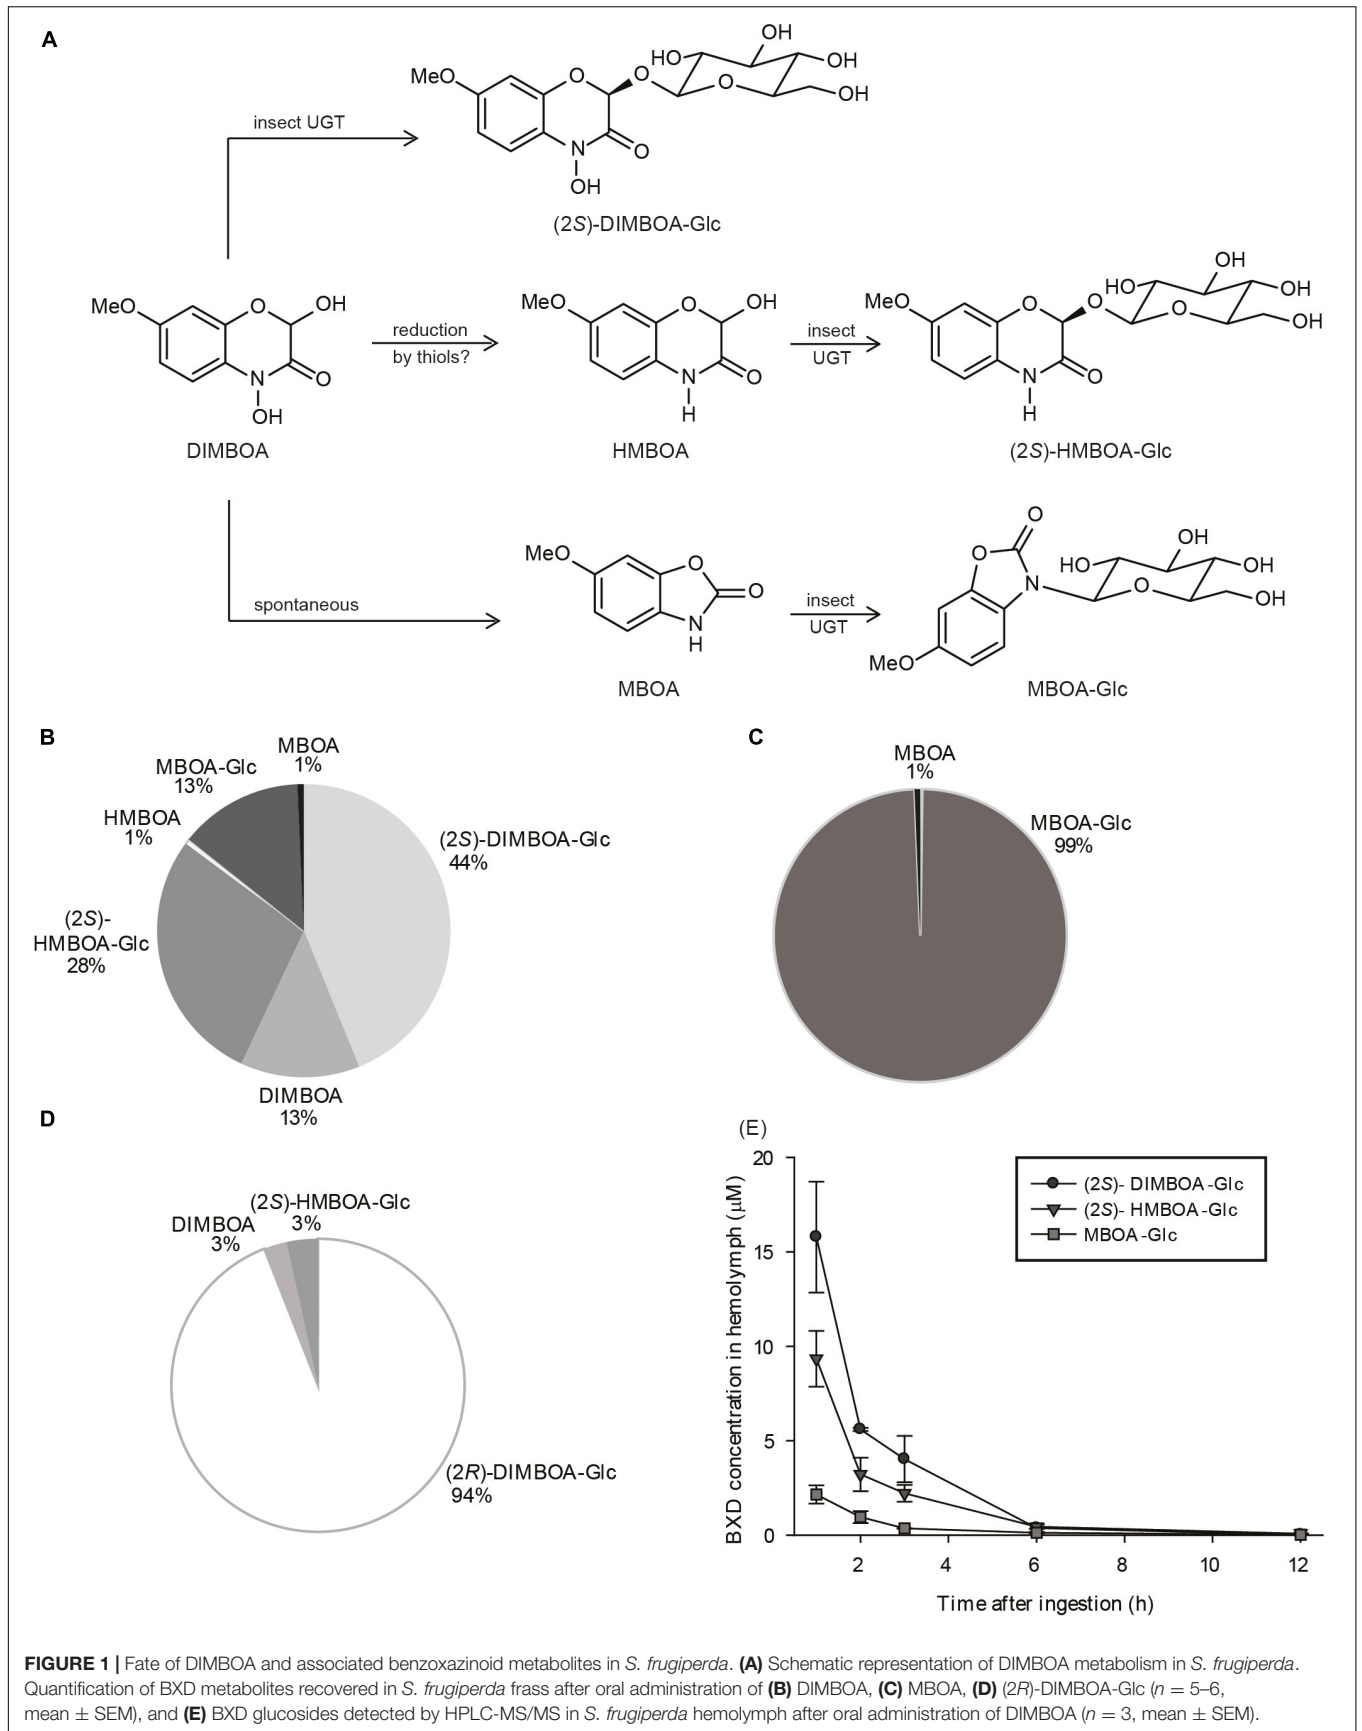 A
MeO
O
O
HO
OH
OH
O
OH
N
O
OH
insect UGT
(2S)-DIMBOA-Glc
MeO
O
OH
N
O
OH
DIMBOA
reduction
by thiols?
MeO
O
OH
N
O
H
HMBOA
insect
UGT
MeO
O
O
HO
OH
OH
O
OH
N
O
H
(2S)-HMBOA-Glc
spontaneous
MeO
O
O
N
H
MBOA
insect
UGT
O
O
N
HO
OH
OH
O
OH
MeO
MBOA-Glc
B
MBOA
1%
MBOA-Glc
13%
HMBOA
1%
(2S)-DIMBOA-Glc
44%
(2S)-
HMBOA-Glc
28%
DIMBOA
13%
C
MBOA
1%
MBOA-Glc
99%
D
(2S)-HMBOA-Glc
3%
DIMBOA
3%
(2R)-DIMBOA-Glc
94%
(E)
BXD concentration in hemolymph (μM)
20
15
10
5
0
(2S)- DIMBOA-Glc
(2S)- HMBOA-Glc
MBOA-Glc
2 4 6 8 10 12
Time after ingestion (h)
FIGURE 1 | Fate of DIMBOA and associated benzoxazinoid metabolites in S. frugiperda. (A) Schematic representation of DIMBOA metabolism in S. frugiperda.
Quantification of BXD metabolites recovered in S. frugiperda frass after oral administration of (B) DIMBOA, (C) MBOA, (D) (2R)-DIMBOA-Glc (n = 5–6,
mean ± SEM), and (E) BXD glucosides detected by HPLC-MS/MS in S. frugiperda hemolymph after oral administration of DIMBOA (n = 3, mean ± SEM).